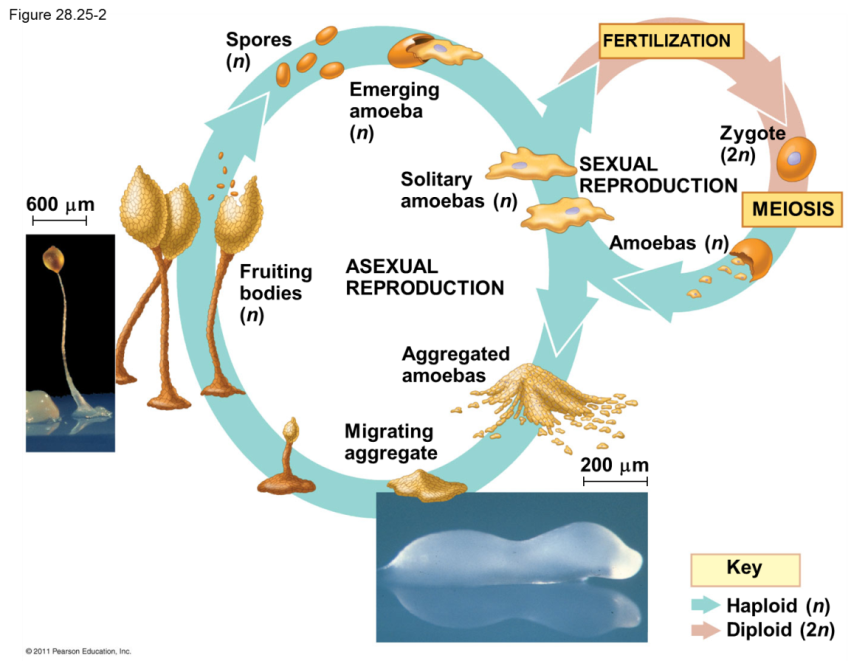 Figure 28.25-2
Spores
(n)
FERTILIZATION
Emerging
amoeba
(n)
Zygote
(2n)
Solitary
amoebas (n)
SEXUAL
REPRODUCTION
MEIOSIS
600 μm
Amoebas (n)
Fruiting
bodies
(n)
ASEXUAL
REPRODUCTION
Aggregated
amoebas
Migrating
aggregate
200 μm
Key
Haploid (n)
Diploid (2n)
© 2011 Pearson Education, Inc.